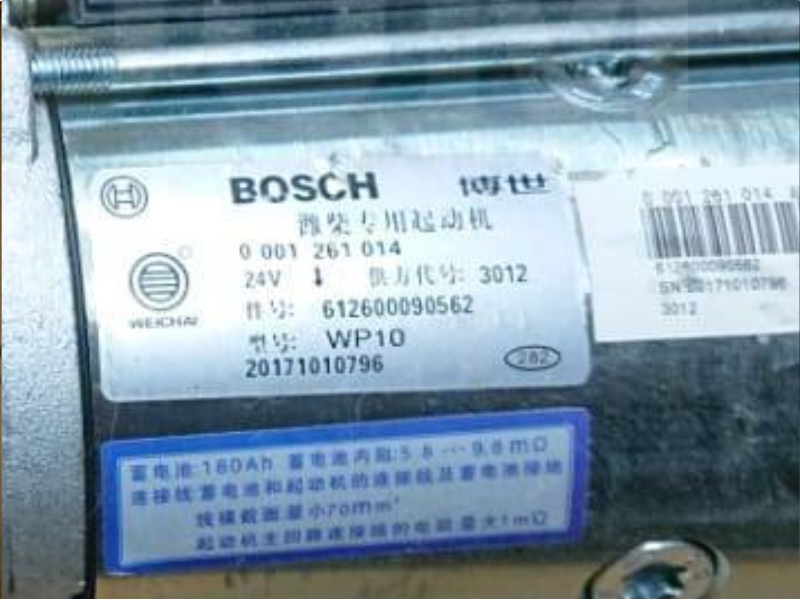 BOSCH 博世
潍柴专用起动机
0 001 261 014
24V 供方代号: 3012
WEICHAI
件号: 612600090562
型号: WP10
282
20171010796
0 001 261 014
612600090562
SN 20171010796
3012
蓄电池:180Ah 蓄电池内阻:5.8…9.8mΩ
连接线蓄电池和起动机的连接线及蓄电池接地
线横截面最小70mm²
起动机主回路连接线的电阻最大1mΩ